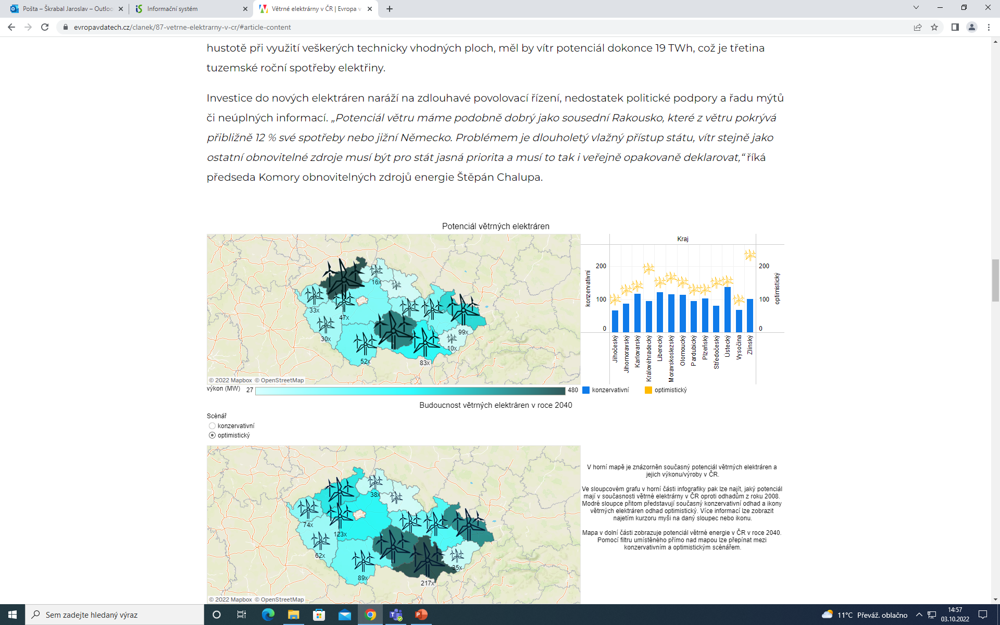 Pošta – Škrabal Jaroslav – Outloo
Informační systém
Větrné elektrárny v ČR | Evropa v
evropavdatech.cz/clanek/87-vetrne-elektrarny-v-cr/#article-content
hustotě při využití veškerých technicky vhodných ploch, měl by vítr potenciál dokonce 19 TWh, což je třetina
tuzemské roční spotřeby elektřiny.
Investice do nových elektráren naráží na zdlouhavé povolovací řízení, nedostatek politické podpory a řadu mýtů
či neúplných informací. „Potenciál větru máme podobně dobrý jako sousední Rakousko, které z větru pokrývá
přibližně 12 % své spotřeby nebo jižní Německo. Problémem je dlouholetý vlažný přístup státu, vítr stejně jako
ostatní obnovitelné zdroje musí být pro stát jasná priorita a musí to tak i veřejně opakovaně deklarovat,“ říká
předseda Komory obnovitelných zdrojů energie Štěpán Chalupa.
Potenciál větrných elektráren
16x
33x
47x
30x
99x
10x
52x
83x
© 2022 Mapbox © OpenStreetMap
Kraj
konzervativní
200
100
0
200
100
0
optimistický
Jihočeský
Jihomoravský
Karlovarský
Královéhradecký
Liberecký
Moravskoslezský
Olomoucký
Pardubický
Plzeňský
Středočeský
Ústecký
Vysočina
Zlínský
výkon (MW)
27
480
konzervativní
optimistický
Budoucnost větrných elektráren v roce 2040
Scénář
konzervativní
optimistický
38x
74x
123x
62x
35x
89x
217x
© 2022 Mapbox © OpenStreetMap
V horní mapě je znázorněn současný potenciál větrných elektráren a
jejich výkonu/výroby v ČR.
Ve sloupcovém grafu v horní části infografiky pak lze najít, jaký potenciál
mají v současnosti větrné elektrárny v ČR oproti odhadům z roku 2008.
Modré sloupce přitom představují současný konzervativní odhad a ikony
větrných elektráren odhad optimistický. Více informací lze zobrazit
najetím kurzoru myši na daný sloupec nebo ikonu.
Mapa v dolní části zobrazuje potenciál větrné energie v ČR v roce 2040.
Pomocí filtru umístěného přímo nad mapou lze přepínat mezi
konzervativním a optimistickým scénářem.
Sem zadejte hledaný výraz
11°C Převáž. oblačno
14:57
03.10.2022